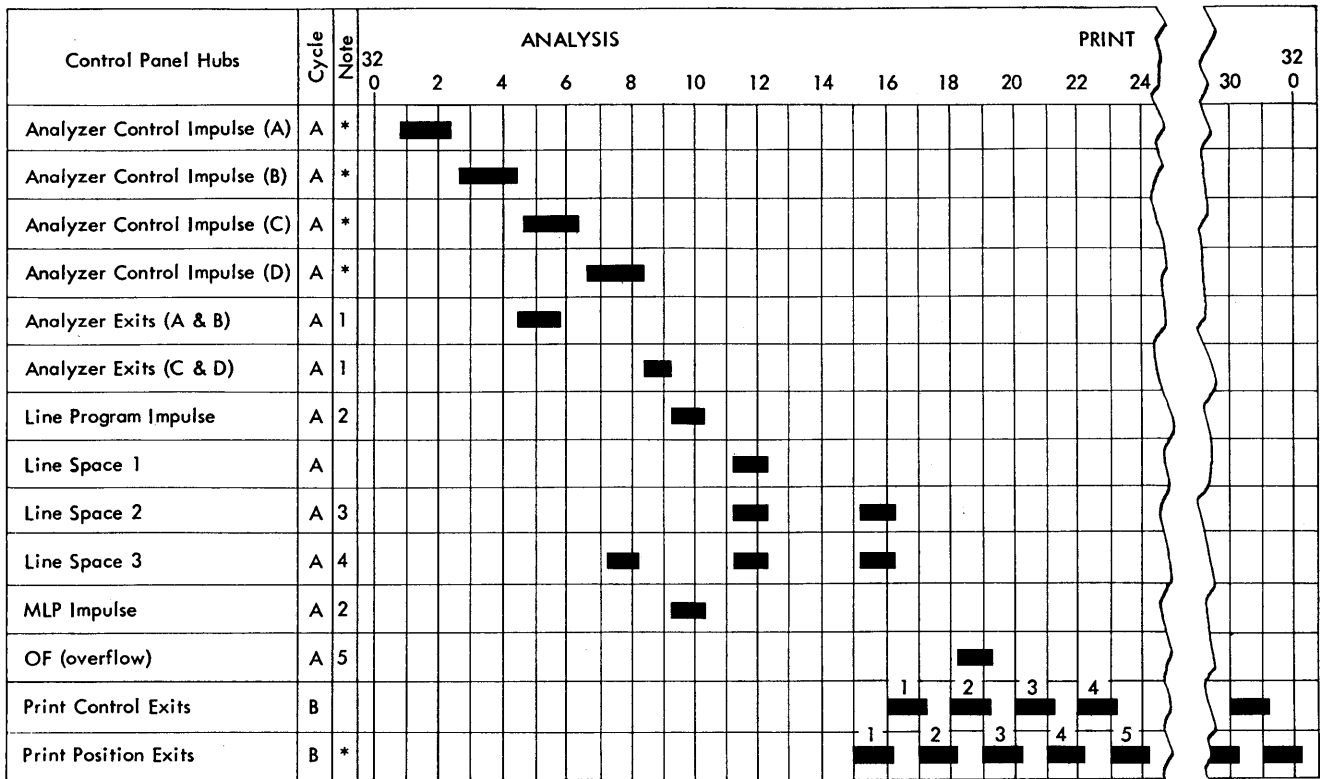 Control Panel Hubs Cycle Note ANALYSIS PRINT
32 32
0 2 4 6 8 10 12 14 16 18 20 22 24 30 0
Analyzer Control Impulse (A) A *
Analyzer Control Impulse (B) A *
Analyzer Control Impulse (C) A *
Analyzer Control Impulse (D) A *
Analyzer Exits (A & B) A 1
Analyzer Exits (C & D) A 1
Line Program Impulse A 2
Line Space 1 A
Line Space 2 A 3
Line Space 3 A 4
MLP Impulse A 2
OF (overflow) A 5
Print Control Exits B 1 2 3 4
Print Position Exits B * 1 2 3 4 5